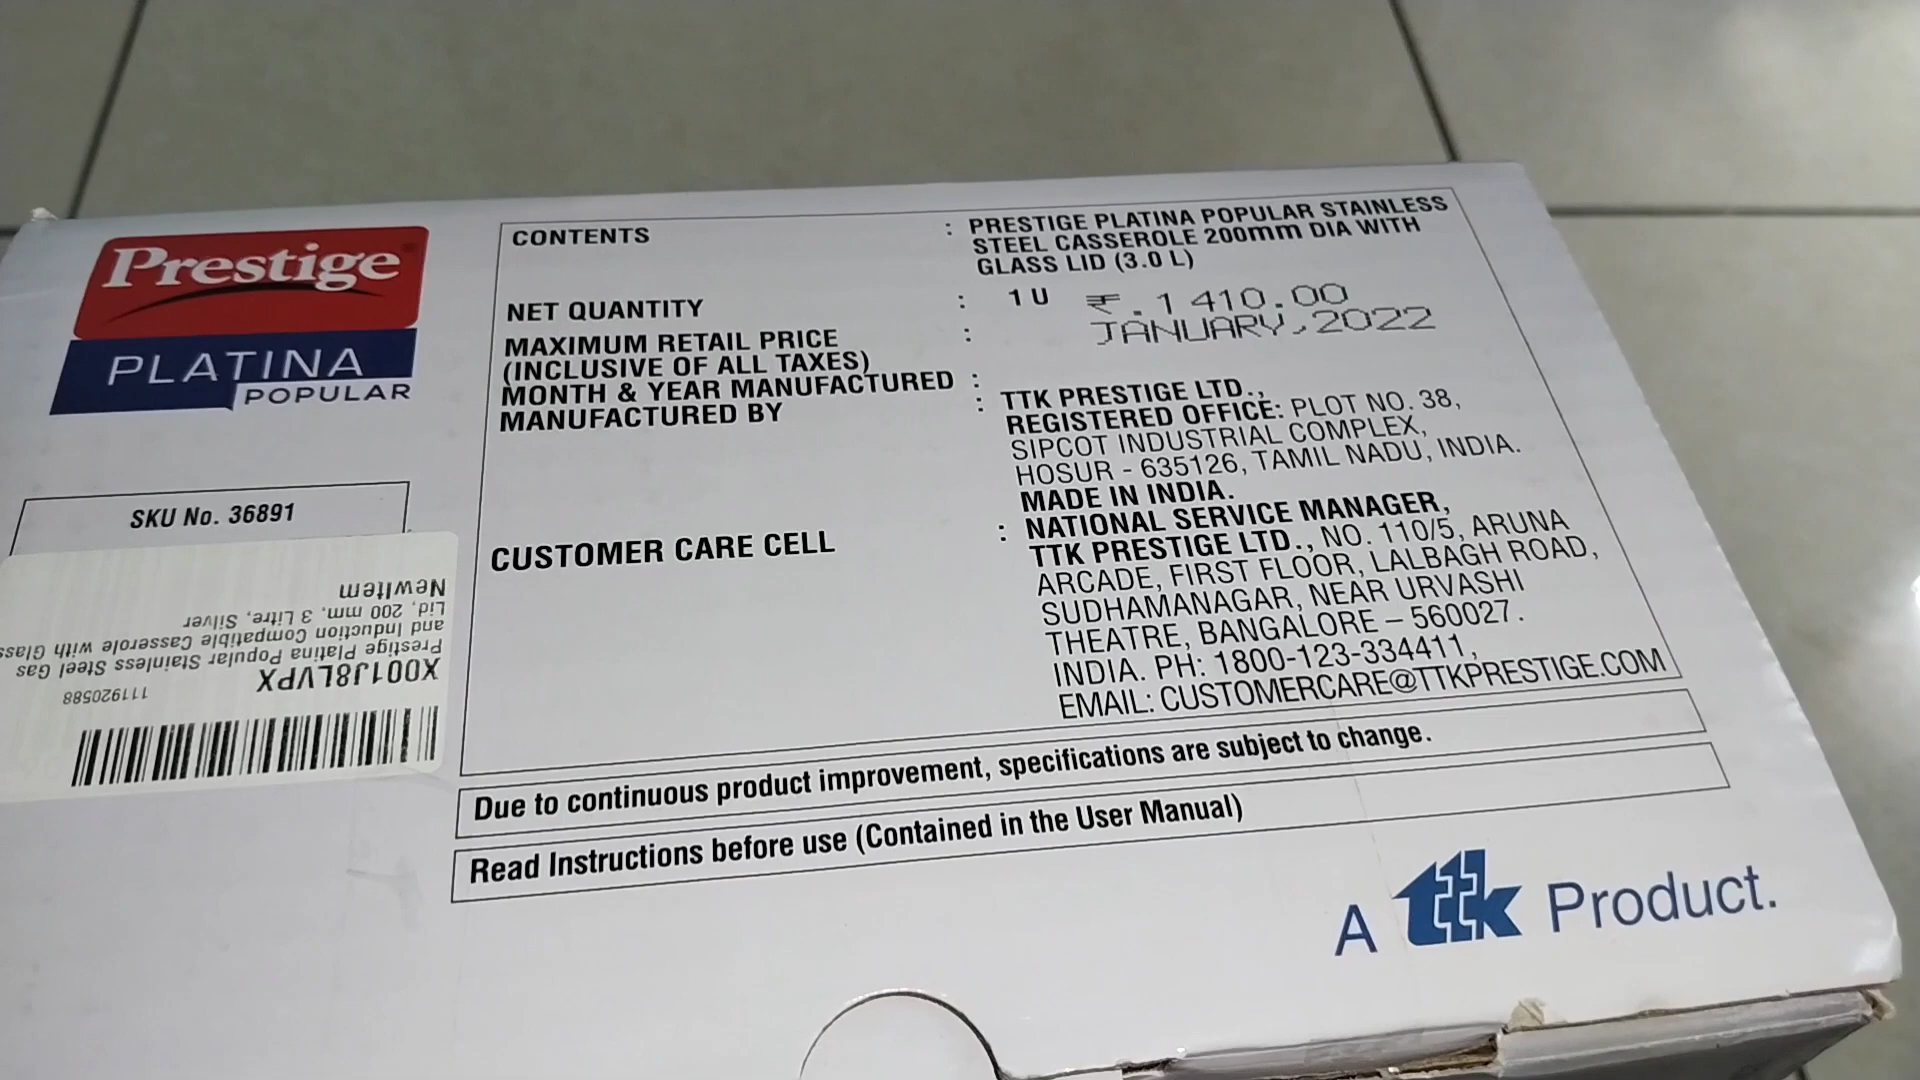 Prestige
PLATINA
POPULAR
SKU No. 36891
NewItem
Lid, 200 mm, 3 Litre, Silver
and Induction Compatible Casserole with Glass
Prestige Platina Popular Stainless Steel Gas
X001J8LVPX
111920588
CONTENTS : PRESTIGE PLATINA POPULAR STAINLESS
STEEL CASSEROLE 200mm DIA WITH
GLASS LID (3.0 L)
NET QUANTITY : 1 U
MAXIMUM RETAIL PRICE : ₹.1410.00
(INCLUSIVE OF ALL TAXES)
MONTH & YEAR MANUFACTURED : JANUARY,2022
MANUFACTURED BY : TTK PRESTIGE LTD.,
REGISTERED OFFICE: PLOT NO. 38,
SIPCOT INDUSTRIAL COMPLEX,
HOSUR - 635126, TAMIL NADU, INDIA.
MADE IN INDIA.
CUSTOMER CARE CELL : NATIONAL SERVICE MANAGER,
TTK PRESTIGE LTD., NO. 110/5, ARUNA
ARCADE, FIRST FLOOR, LALBAGH ROAD,
SUDHAMANAGAR, NEAR URVASHI
THEATRE, BANGALORE – 560027.
INDIA. PH: 1800-123-334411,
EMAIL: CUSTOMERCARE@TTKPRESTIGE.COM
Due to continuous product improvement, specifications are subject to change.
Read Instructions before use (Contained in the User Manual)
A ttk Product.